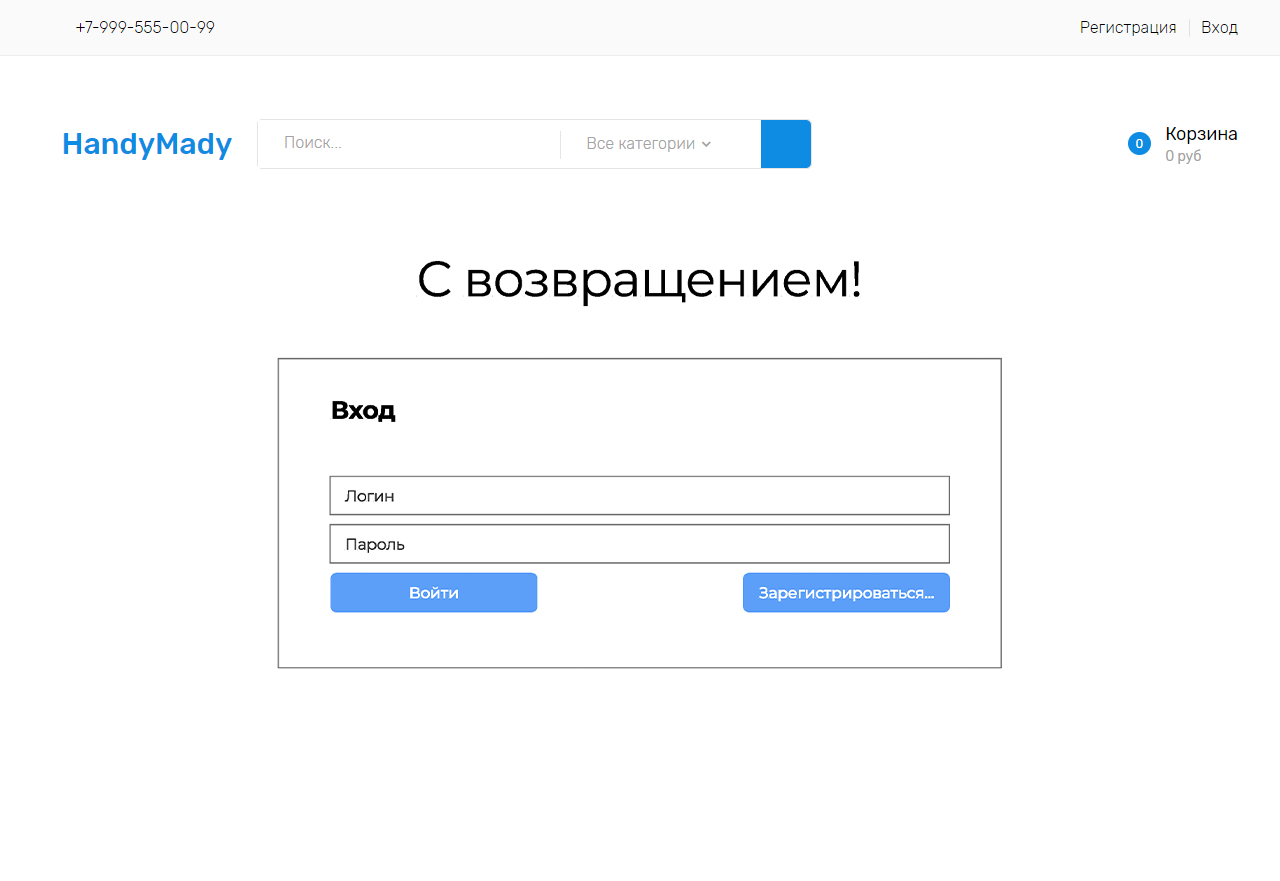 +7-999-555-00-99
Регистрация Вход
HandyMady
Поиск...
Все категории
0
Корзина
0 руб
С возвращением!
Вход
Логин
Пароль
Войти
Зарегистрироваться...